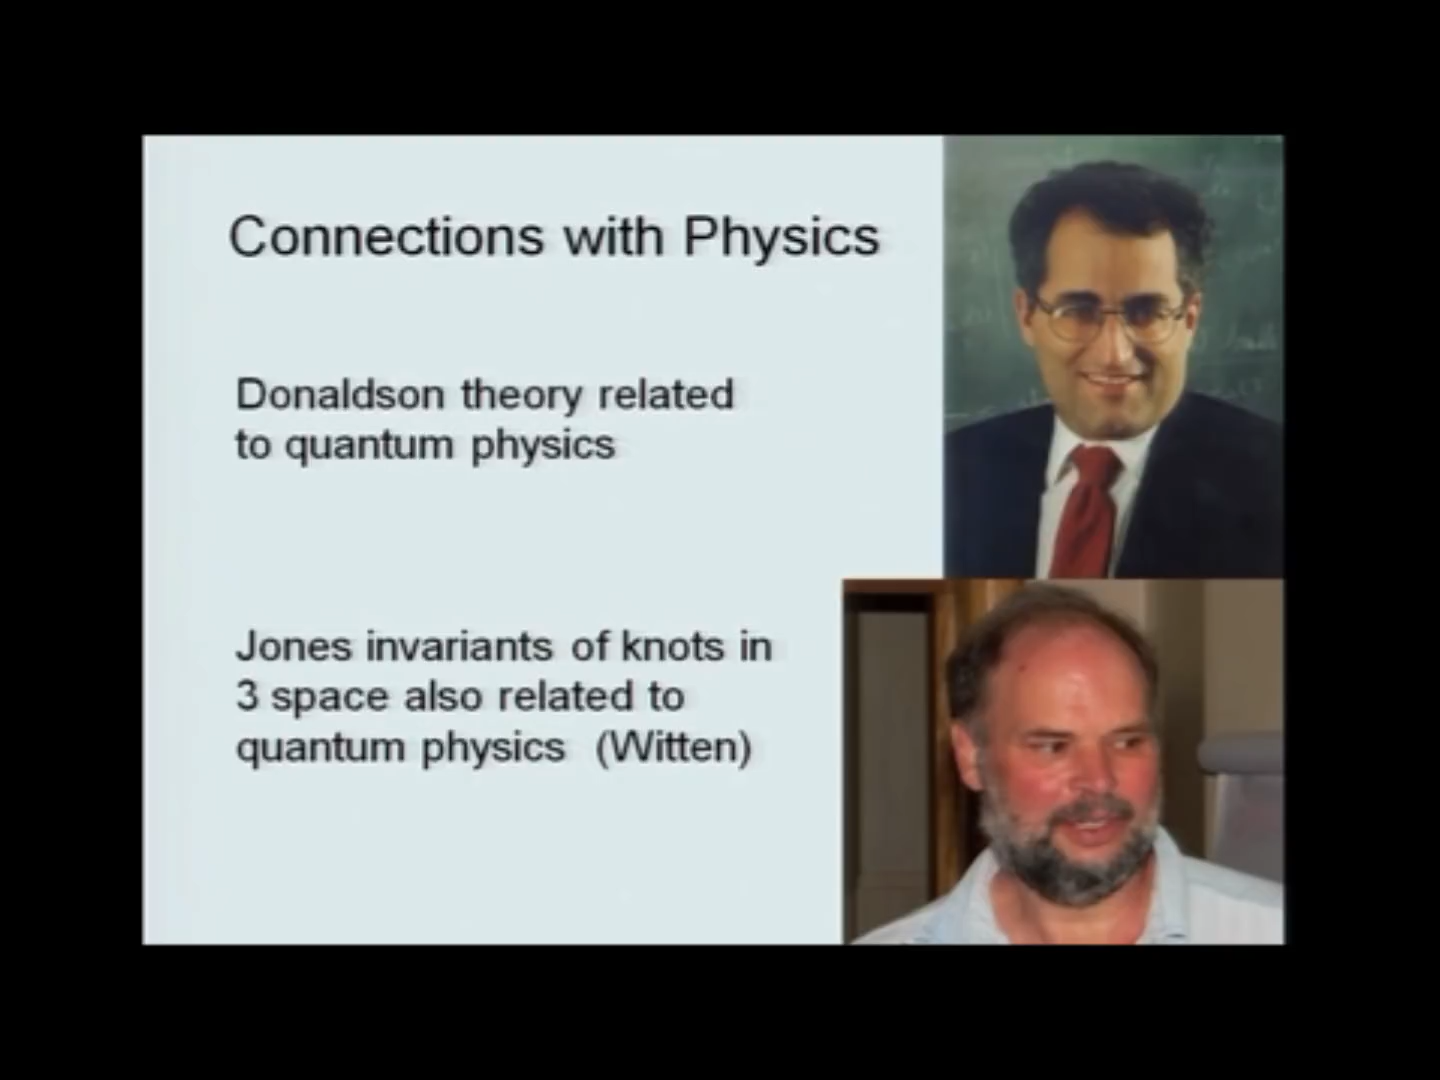 Connections with Physics
Donaldson theory related
to quantum physics
Jones invariants of knots in
3 space also related to
quantum physics (Witten)